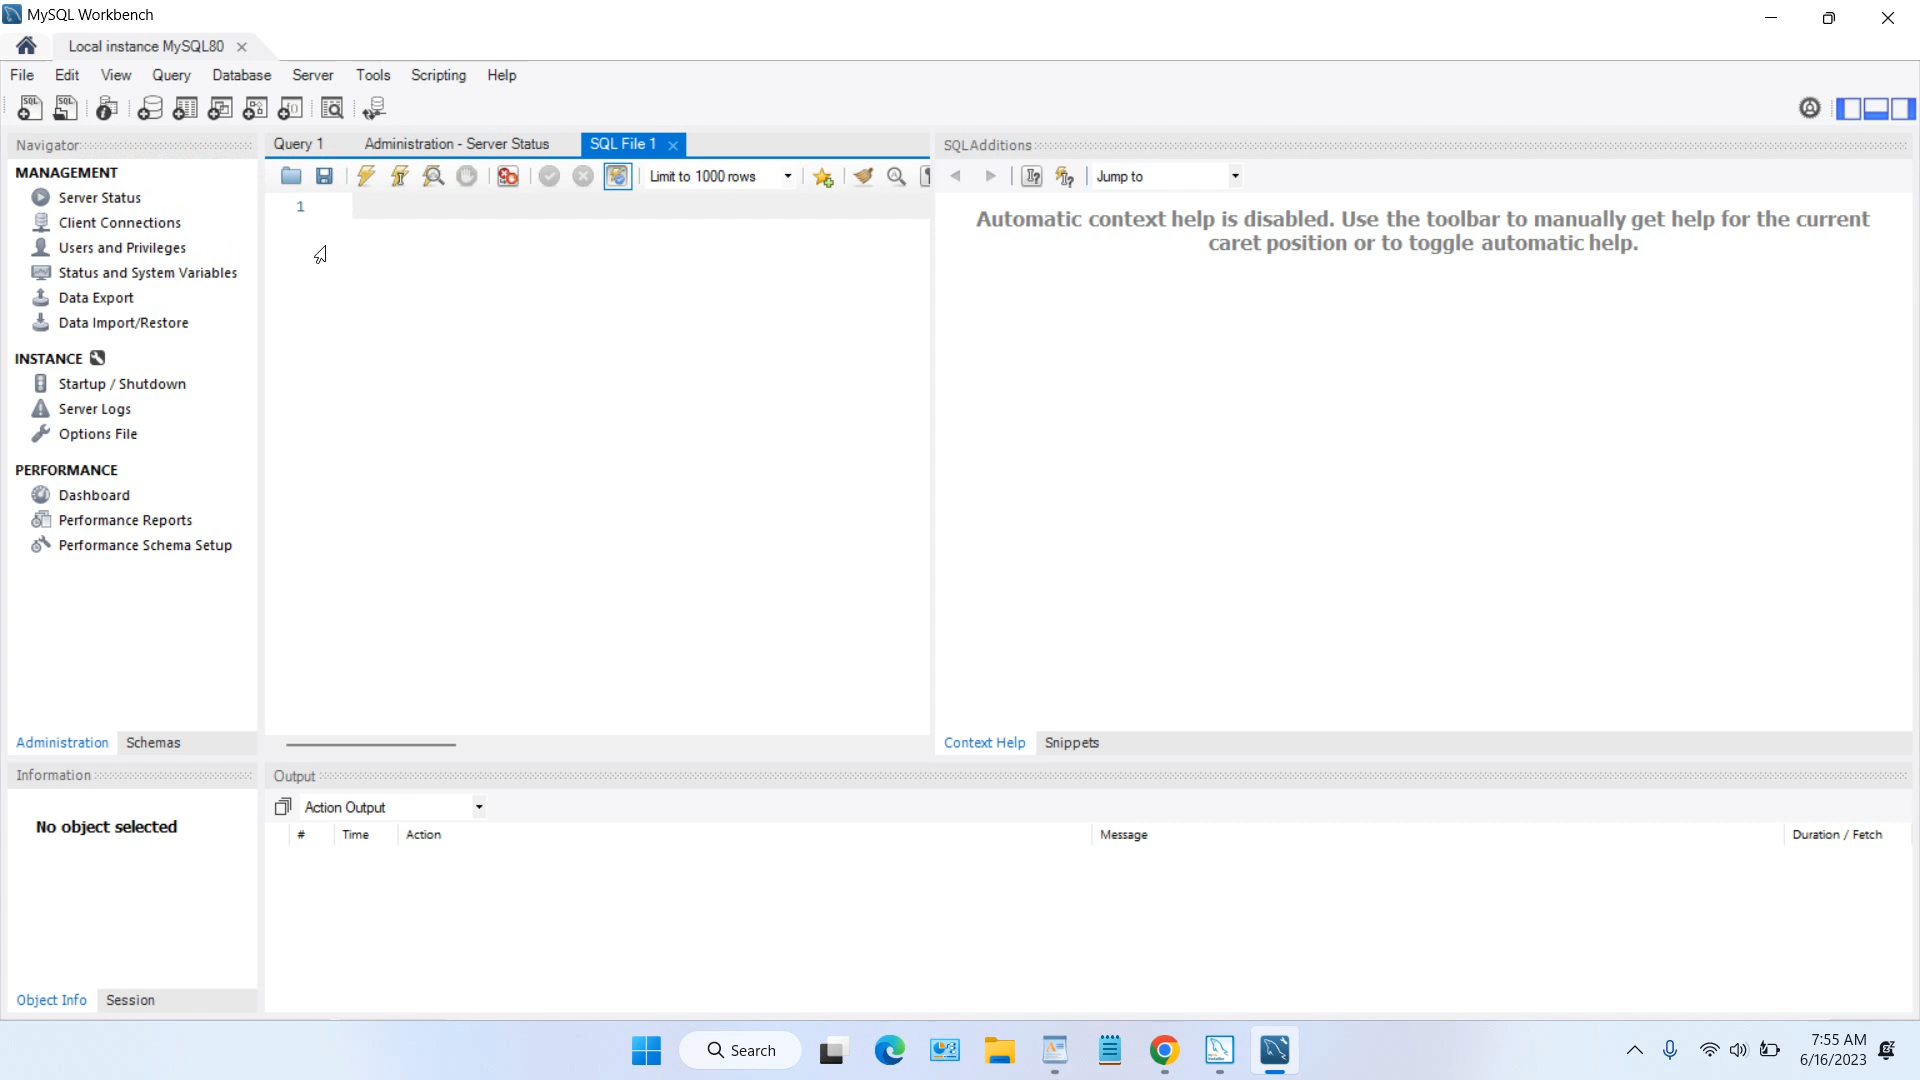 MySQL Workbench
Local instance MySQL80
File Edit View Query Database Server Tools Scripting Help
Navigator
MANAGEMENT
Server Status
Client Connections
Users and Privileges
Status and System Variables
Data Export
Data Import/Restore
INSTANCE
Startup / Shutdown
Server Logs
Options File
PERFORMANCE
Dashboard
Performance Reports
Performance Schema Setup
Administration Schemas
Query 1 Administration - Server Status SQL File 1
Limit to 1000 rows
1
SQLAdditions
Jump to
Automatic context help is disabled. Use the toolbar to manually get help for the current
caret position or to toggle automatic help.
Context Help Snippets
Information
No object selected
Object Info Session
Output
Action Output
# Time Action Message Duration / Fetch
Search
7:55 AM
6/16/2023